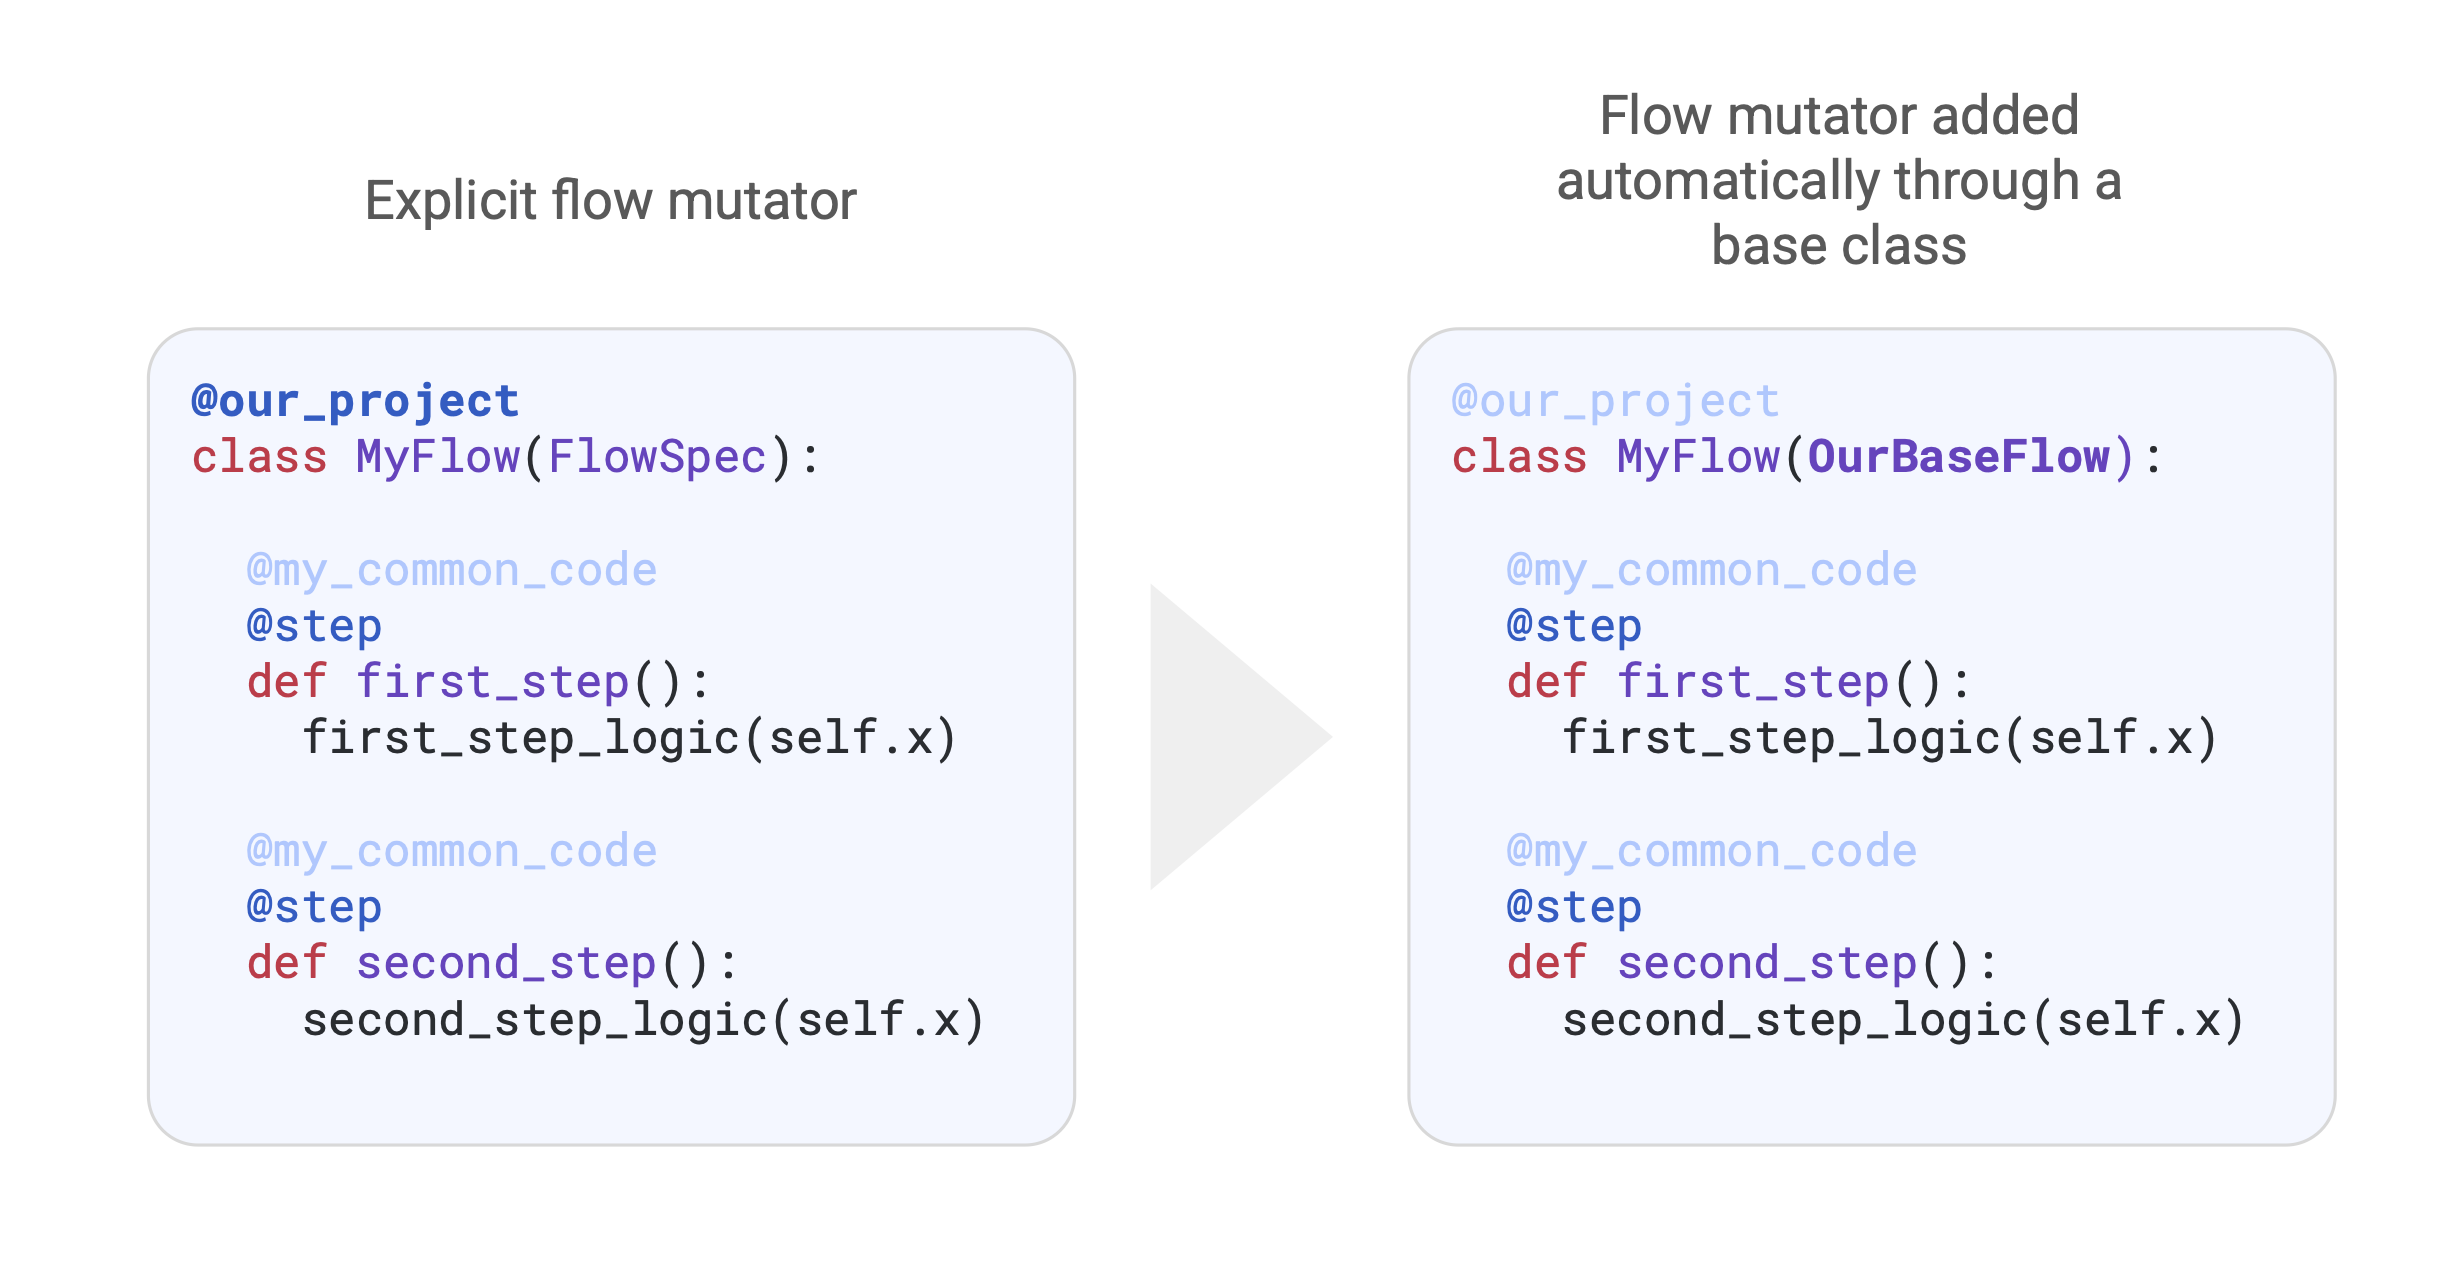 Explicit flow mutator
@our_project
class MyFlow(FlowSpec):
@my_common_code
@step
def first_step():
first_step_logic(self.x)
@my_common_code
@step
def second_step():
second_step_logic(self.x)
Flow mutator added
automatically through a
base class
@our_project
class MyFlow(OurBaseFlow):
@my_common_code
@step
def first_step():
first_step_logic(self.x)
@my_common_code
@step
def second_step():
second_step_logic(self.x)